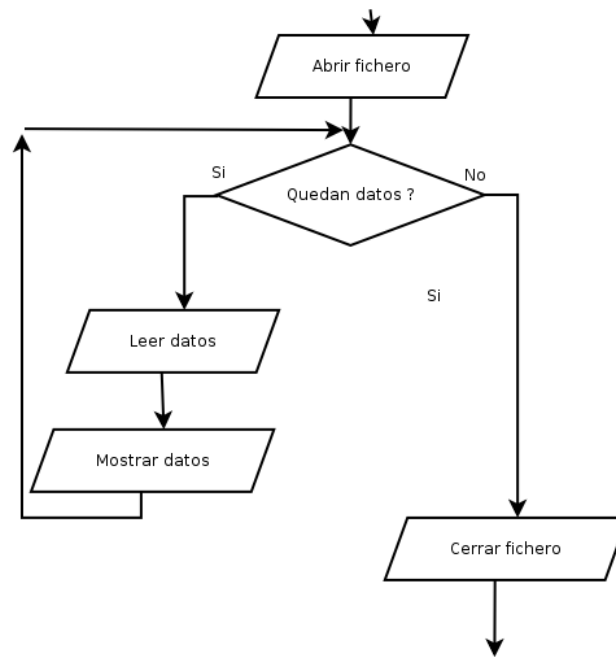 Abrir fichero
Si
No
Quedan datos ?
Si
Leer datos
Mostrar datos
Cerrar fichero